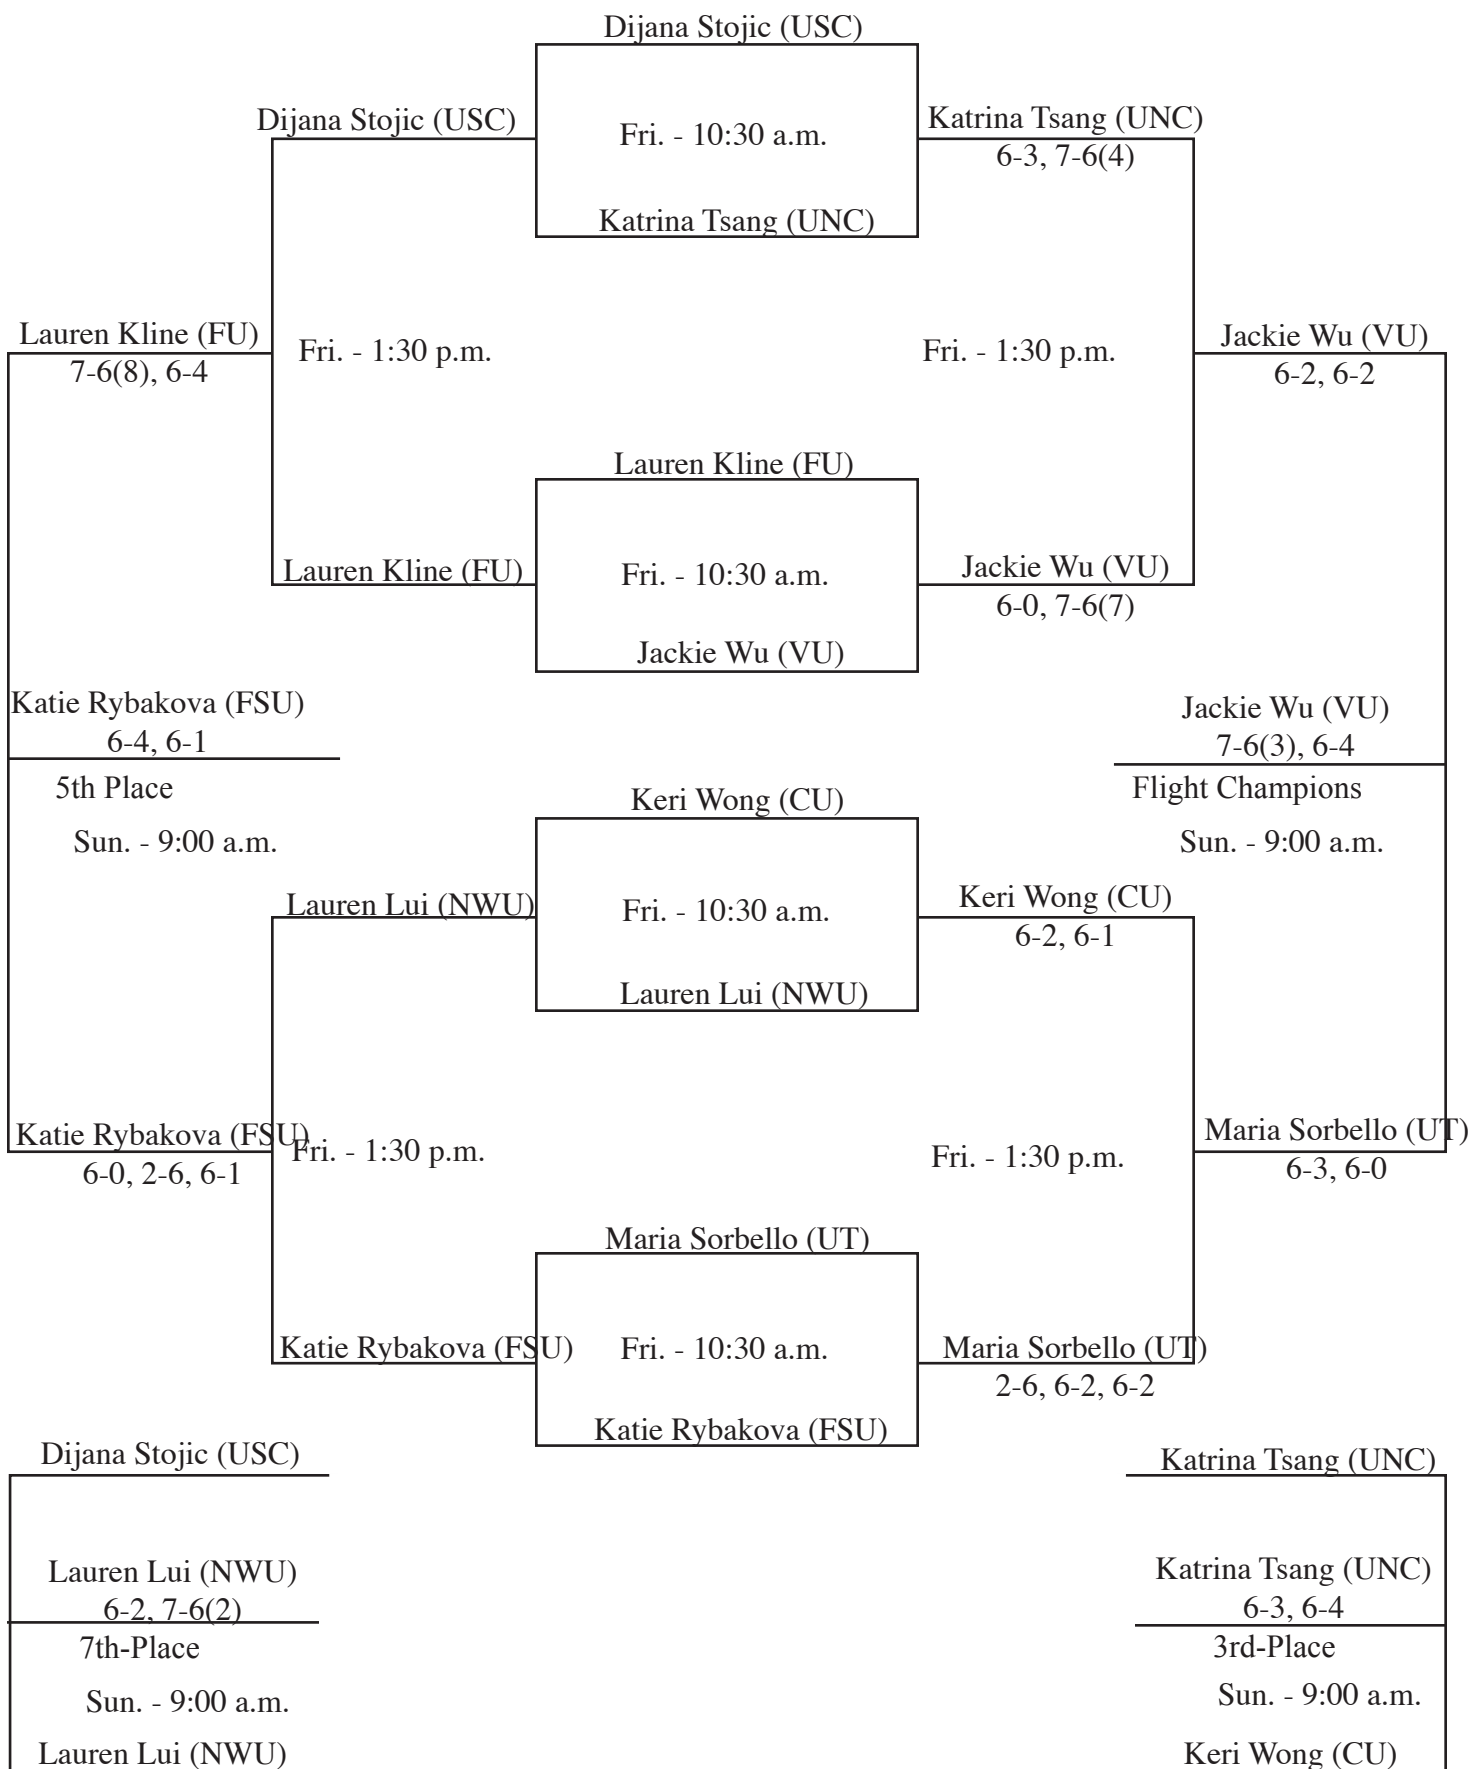 Dijana Stojic (USC)
Dijana Stojic (USC)
Fri. - 10:30 a.m.
Katrina Tsang (UNC)
6-3, 7-6(4)
Katrina Tsang (UNC)
Lauren Kline (FU)
7-6(8), 6-4
Fri. - 1:30 p.m.
Fri. - 1:30 p.m.
Jackie Wu (VU)
6-2, 6-2
Lauren Kline (FU)
Lauren Kline (FU)
Fri. - 10:30 a.m.
Jackie Wu (VU)
6-0, 7-6(7)
Jackie Wu (VU)
Katie Rybakova (FSU)
6-4, 6-1
5th Place
Sun. - 9:00 a.m.
Jackie Wu (VU)
7-6(3), 6-4
Flight Champions
Sun. - 9:00 a.m.
Keri Wong (CU)
Lauren Lui (NWU)
Fri. - 10:30 a.m.
Keri Wong (CU)
6-2, 6-1
Lauren Lui (NWU)
Katie Rybakova (FSU)
6-0, 2-6, 6-1
Fri. - 1:30 p.m.
Fri. - 1:30 p.m.
Maria Sorbello (UT)
6-3, 6-0
Maria Sorbello (UT)
Katie Rybakova (FSU)
Fri. - 10:30 a.m.
Maria Sorbello (UT)
2-6, 6-2, 6-2
Katie Rybakova (FSU)
Dijana Stojic (USC)
Lauren Lui (NWU)
6-2, 7-6(2)
7th-Place
Sun. - 9:00 a.m.
Lauren Lui (NWU)
Katrina Tsang (UNC)
Katrina Tsang (UNC)
6-3, 6-4
3rd-Place
Sun. - 9:00 a.m.
Keri Wong (CU)